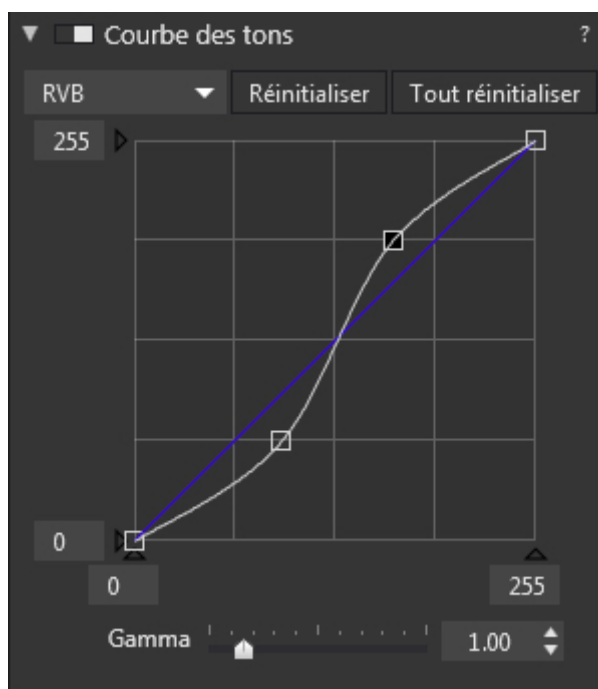 Courbe des tons ?
RVB Réinitialiser Tout réinitialiser
255
0
0 255
Gamma 1.00